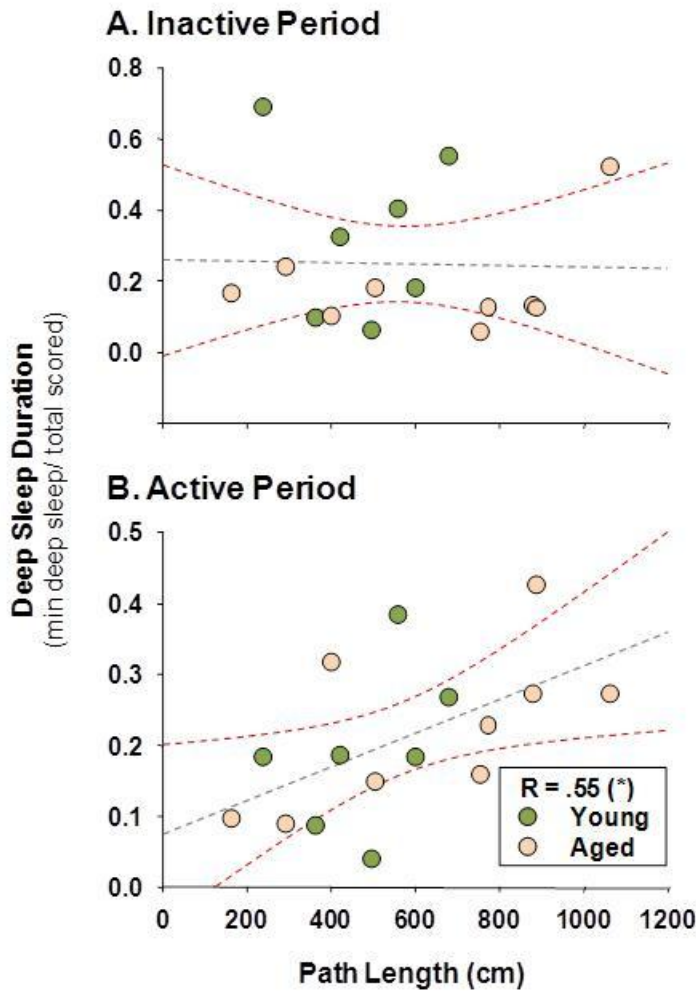 A. Inactive Period
0.8
0.6
0.4
0.2
0.0
Deep Sleep Duration
(min deep sleep/ total scored)
B. Active Period
0.5
0.4
0.3
0.2
0.1
0.0
R = .55 (*)
Young
Aged
0 200 400 600 800 1000 1200
Path Length (cm)